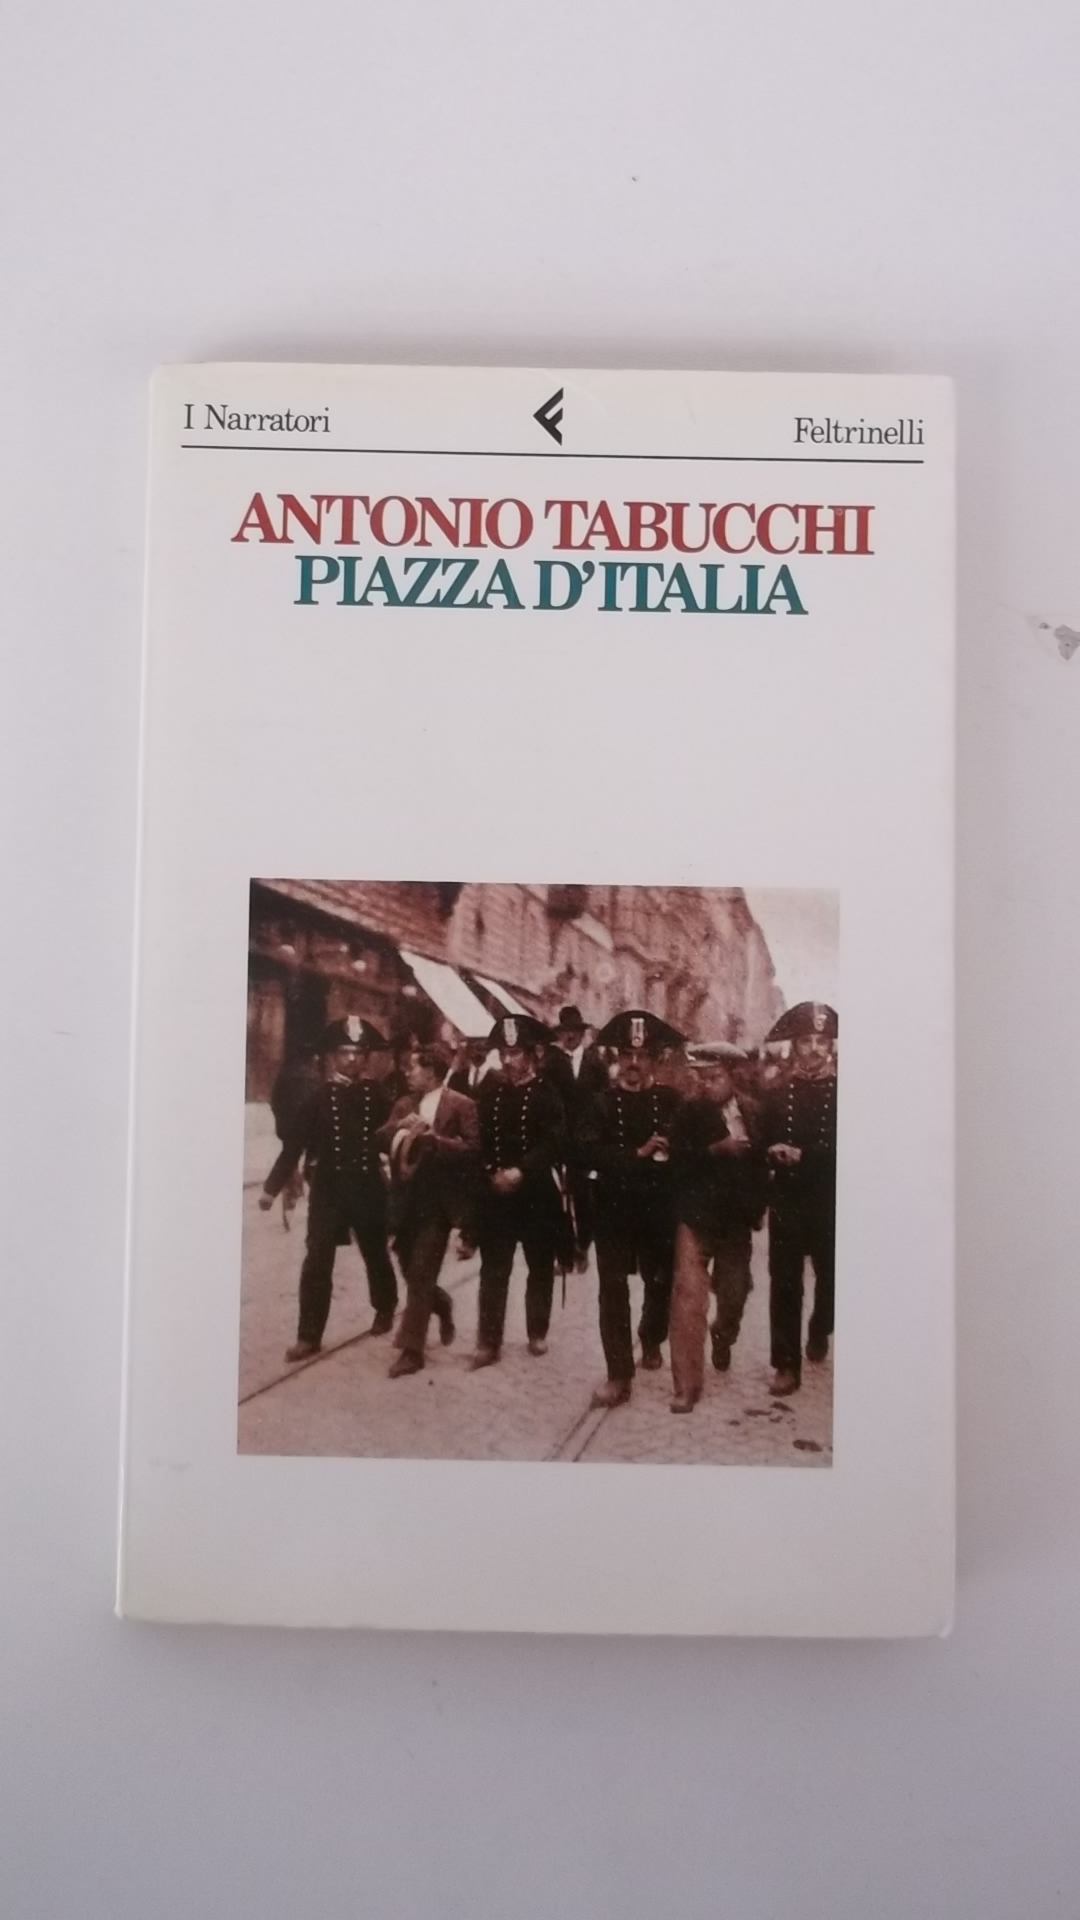 I Narratori Feltrinelli
ANTONIO TABUCCHI
PIAZZA D'ITALIA